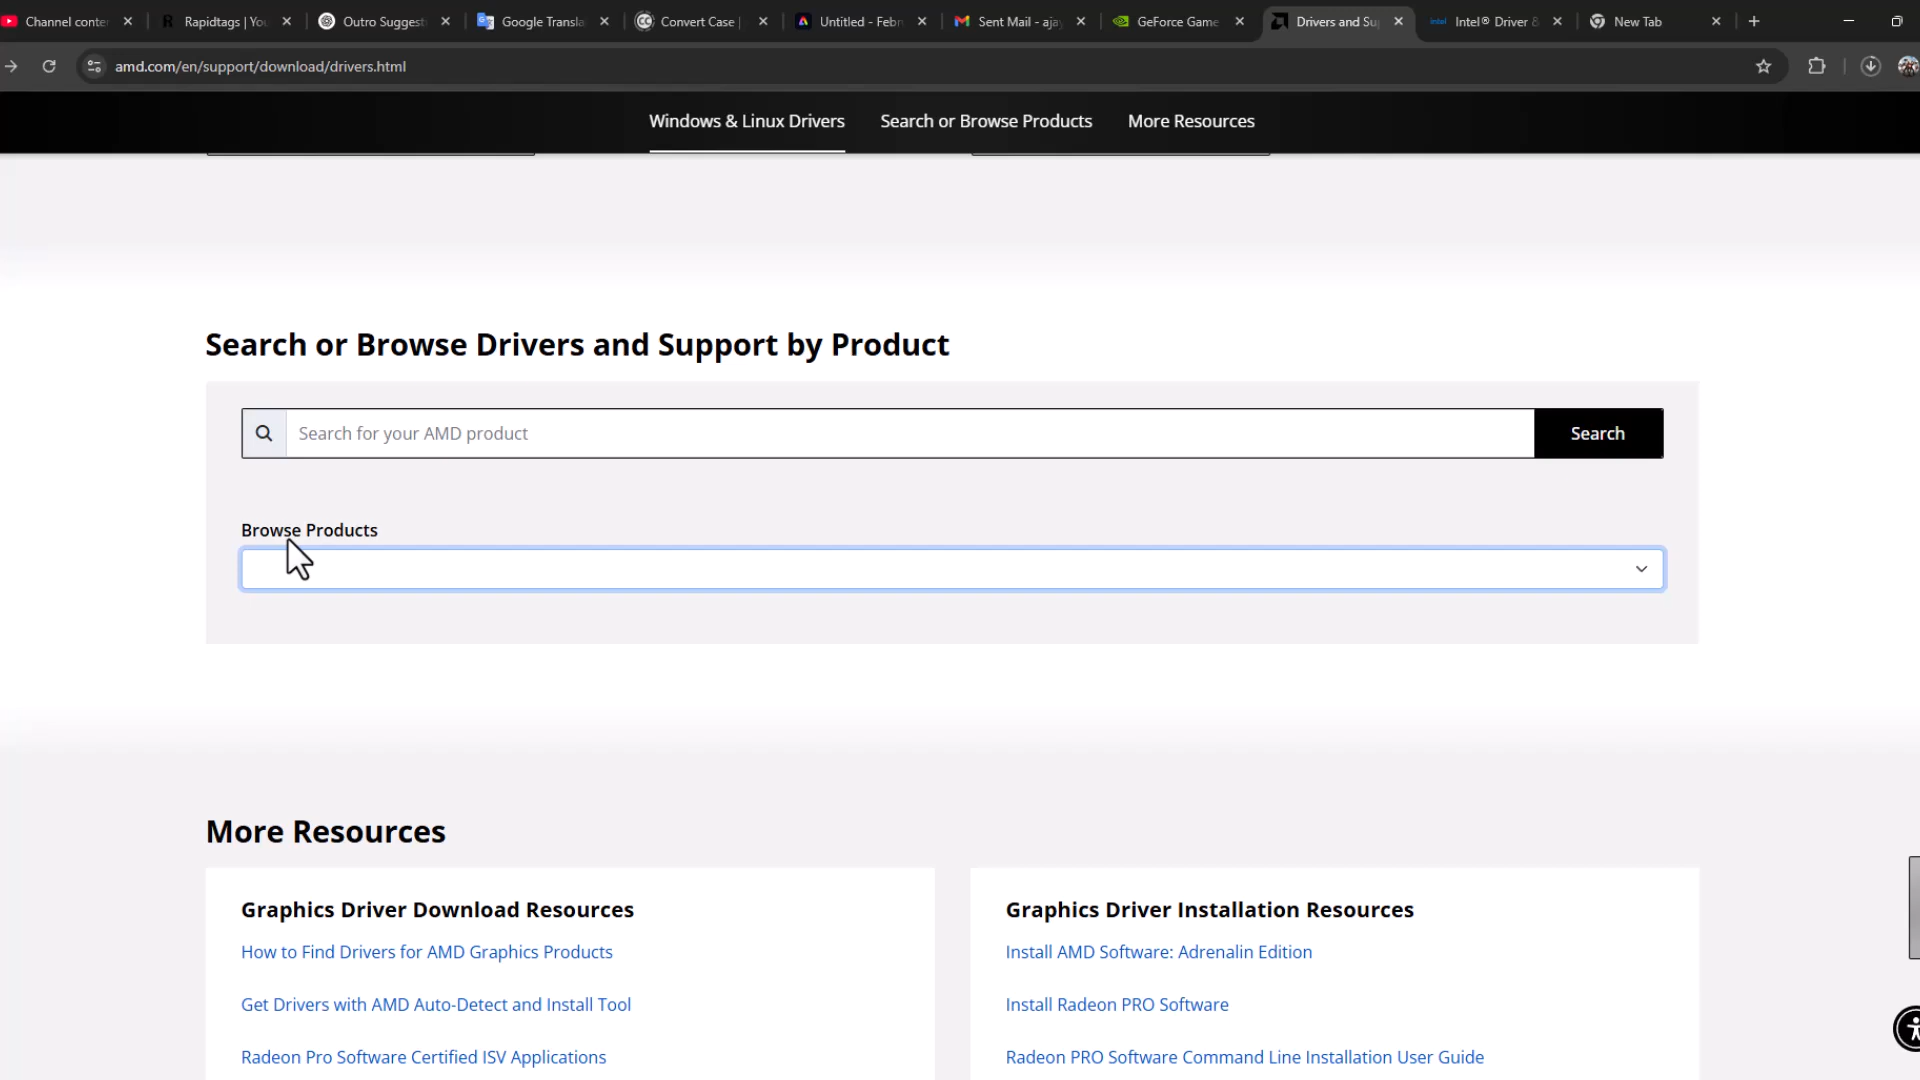 Channel conte
Rapidtags | You
Outro Suggest
Google Transla
Convert Case |
Untitled - Febr
Sent Mail - ajay
GeForce Game
Drivers and Su
intel Intel® Driver &
New Tab
amd.com/en/support/download/drivers.html
Windows & Linux Drivers
Search or Browse Products
More Resources
Search or Browse Drivers and Support by Product
Search for your AMD product
Search
Browse Products
More Resources
Graphics Driver Download Resources
How to Find Drivers for AMD Graphics Products
Get Drivers with AMD Auto-Detect and Install Tool
Radeon Pro Software Certified ISV Applications
Graphics Driver Installation Resources
Install AMD Software: Adrenalin Edition
Install Radeon PRO Software
Radeon PRO Software Command Line Installation User Guide